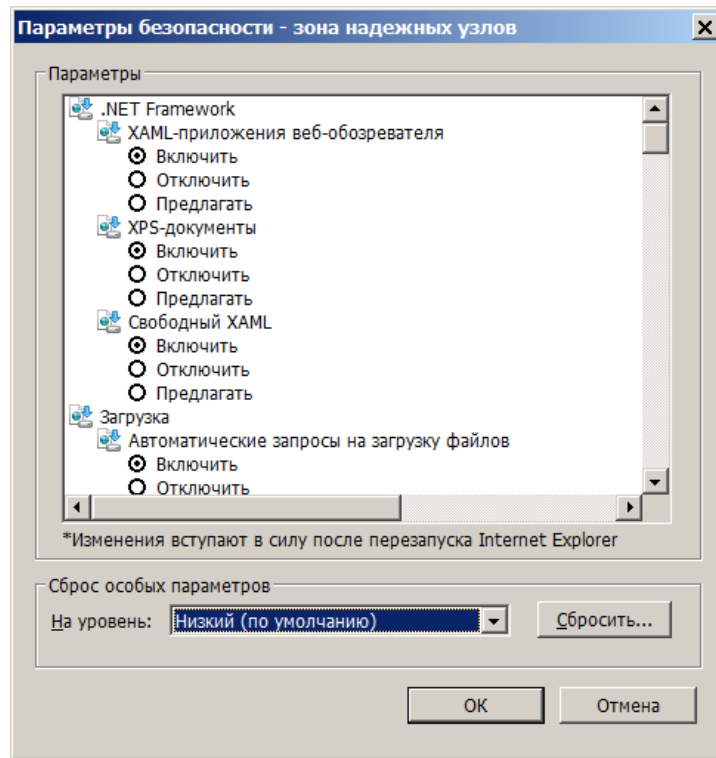 Параметры безопасности - зона надежных узлов
Параметры
.NET Framework
XAML-приложения веб-обозревателя
Включить
Отключить
Предлагать
XPS-документы
Включить
Отключить
Предлагать
Свободный XAML
Включить
Отключить
Предлагать
Загрузка
Автоматические запросы на загрузку файлов
Включить
Отключить
*Изменения вступают в силу после перезапуска Internet Explorer
Сброс особых параметров
На уровень: Низкий (по умолчанию) Сбросить...
ОК Отмена